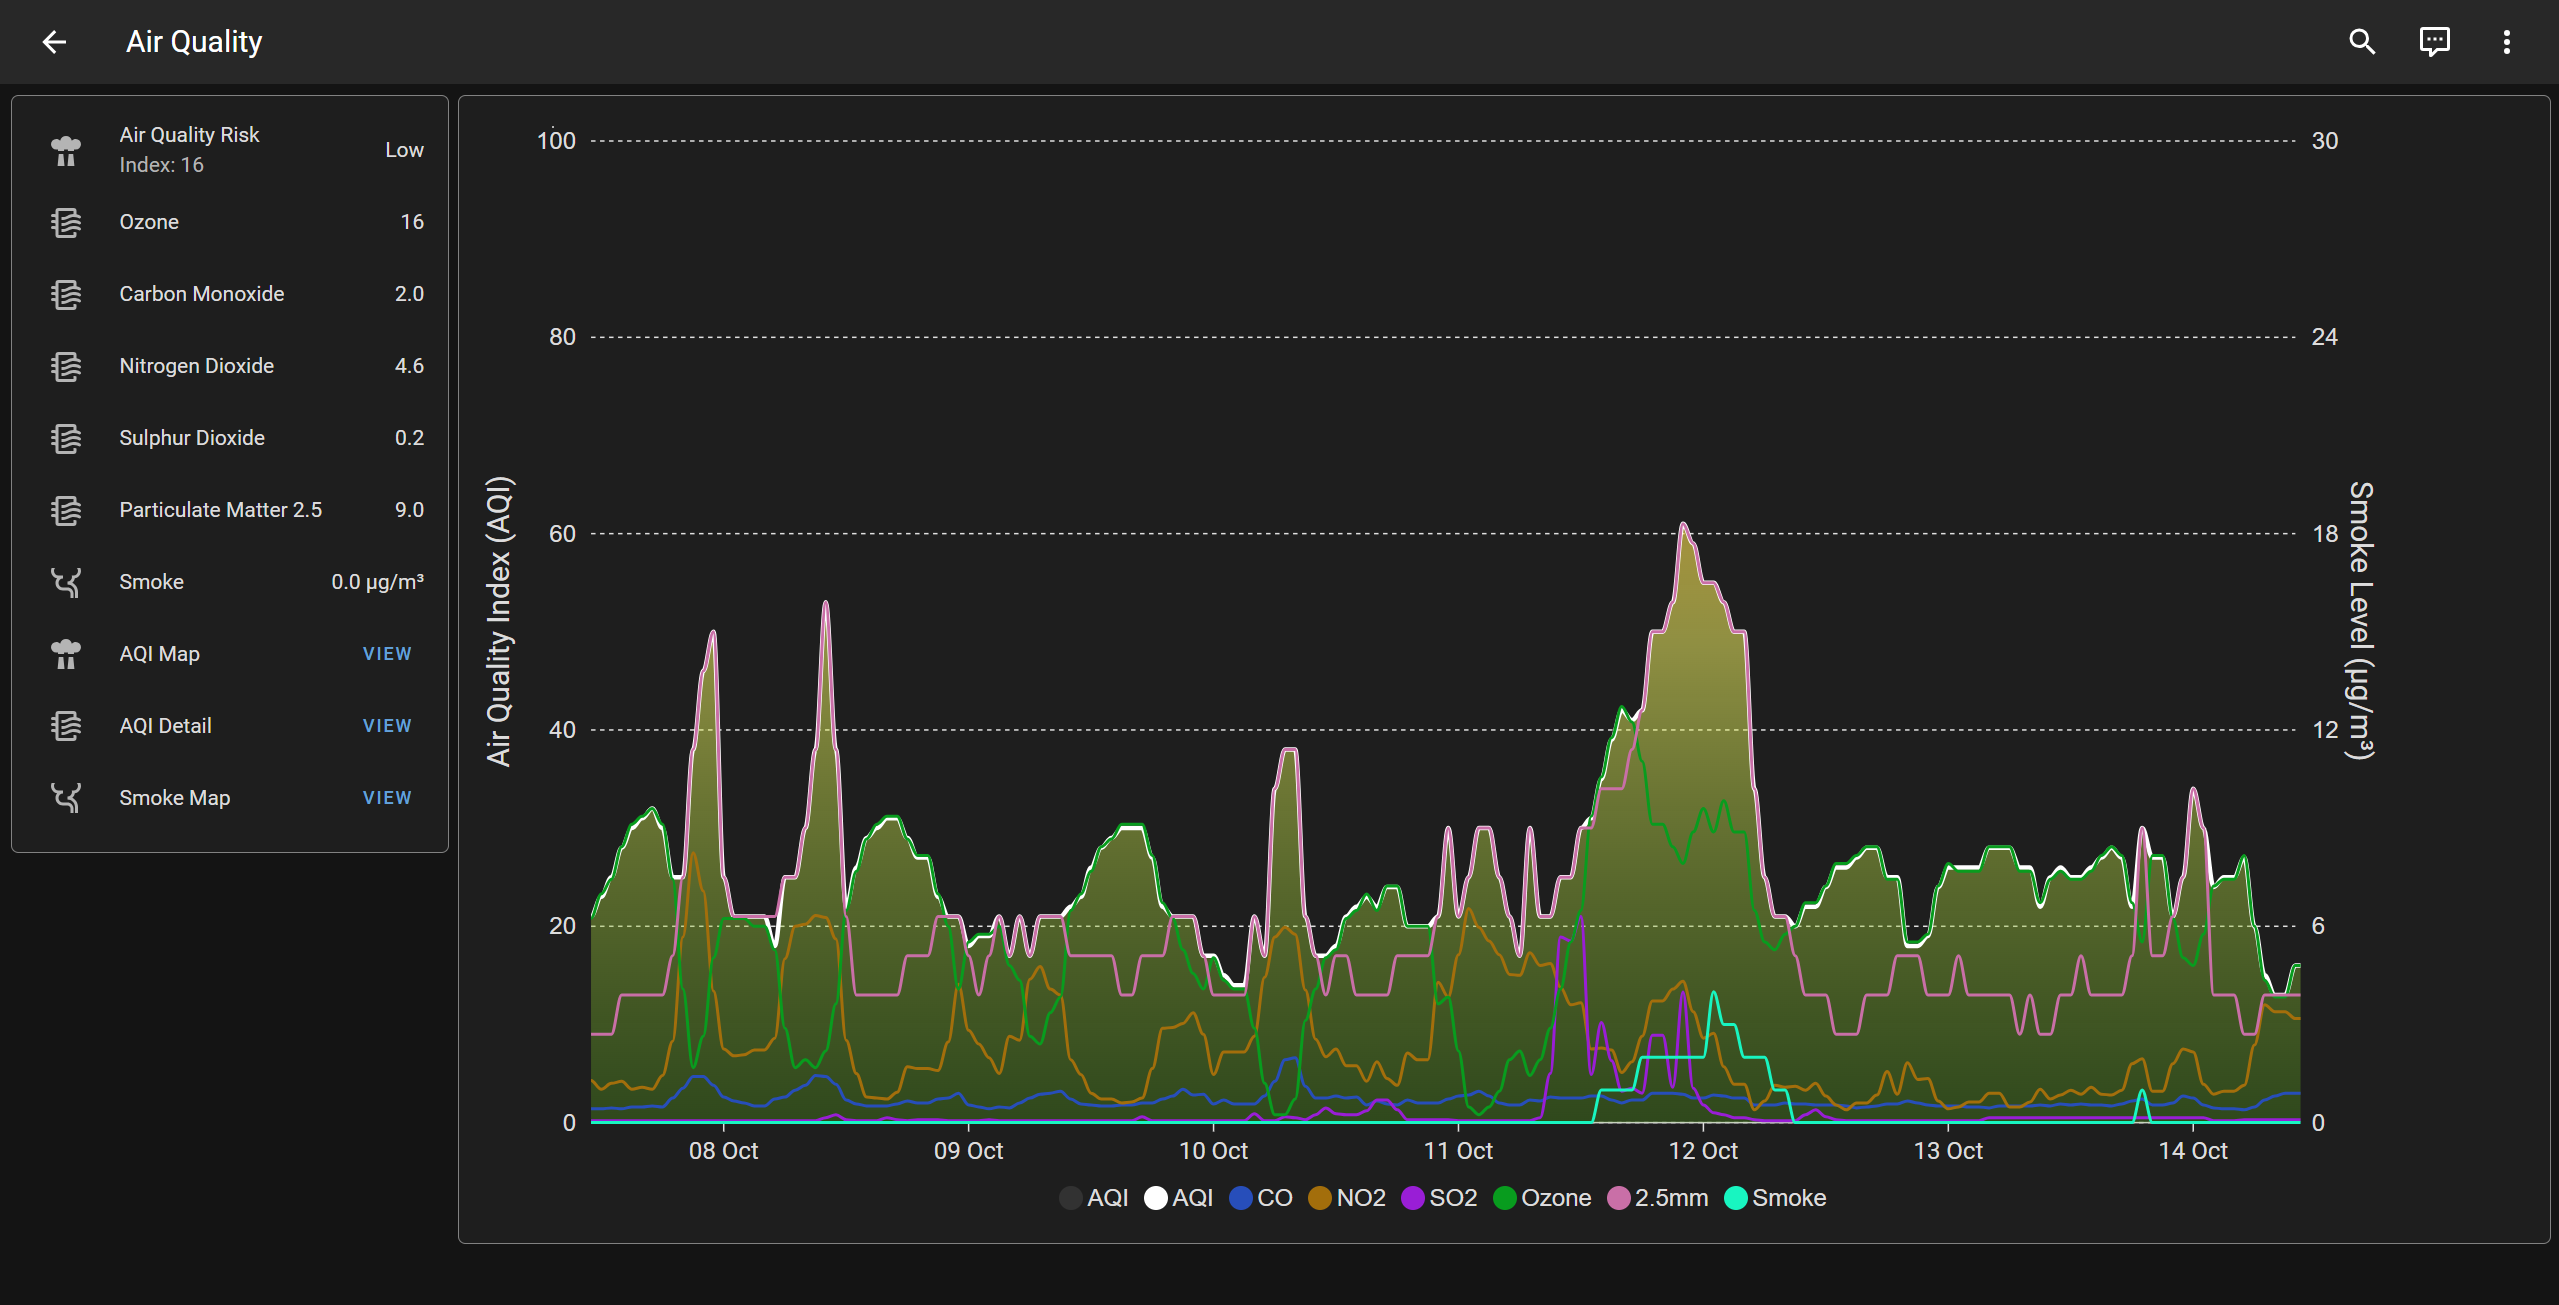 Air Quality
Air Quality Risk
Index: 16
Low
Ozone 16
Carbon Monoxide 2.0
Nitrogen Dioxide 4.6
Sulphur Dioxide 0.2
Particulate Matter 2.5 9.0
Smoke 0.0 µg/m³
AQI Map VIEW
AQI Detail VIEW
Smoke Map VIEW
Air Quality Index (AQI)
100
80
60
40
20
0
30
24
18
12
6
0
Smoke Level (µg/m³)
08 Oct 09 Oct 10 Oct 11 Oct 12 Oct 13 Oct 14 Oct
AQI AQI CO NO2 SO2 Ozone 2.5mm Smoke